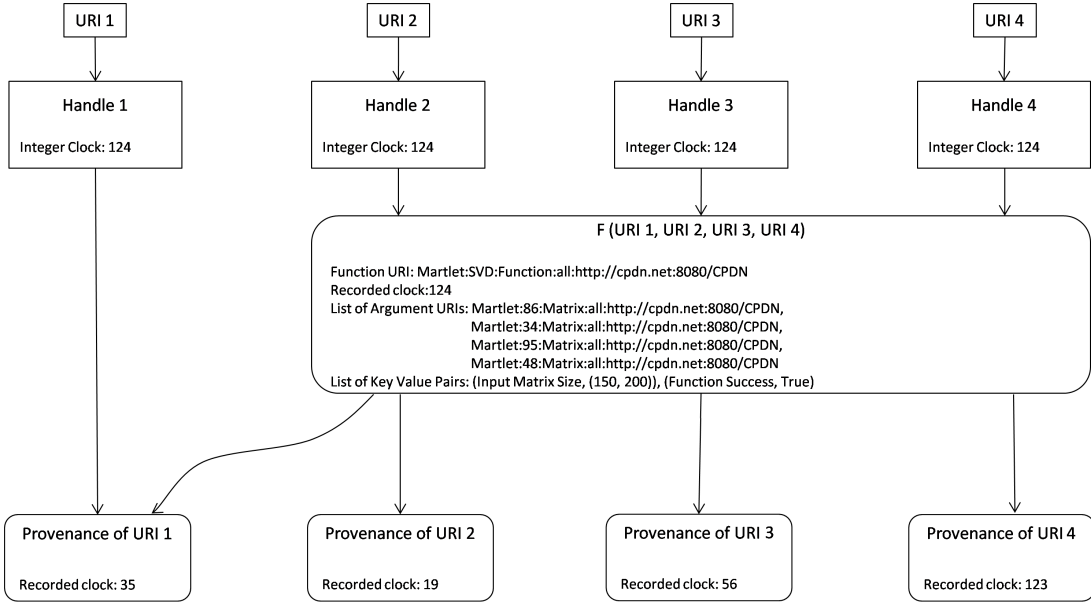 URI 1
URI 2
URI 3
URI 4
Handle 1
Integer Clock: 124
Handle 2
Integer Clock: 124
Handle 3
Integer Clock: 124
Handle 4
Integer Clock: 124
F (URI 1, URI 2, URI 3, URI 4)
Function URI: Martlet:SVD:Function:all:http://cpdn.net:8080/CPDN
Recorded clock:124
List of Argument URIs: Martlet:86:Matrix:all:http://cpdn.net:8080/CPDN,
Martlet:34:Matrix:all:http://cpdn.net:8080/CPDN,
Martlet:95:Matrix:all:http://cpdn.net:8080/CPDN,
Martlet:48:Matrix:all:http://cpdn.net:8080/CPDN
List of Key Value Pairs: (Input Matrix Size, (150, 200)), (Function Success, True)
Provenance of URI 1
Recorded clock: 35
Provenance of URI 2
Recorded clock: 19
Provenance of URI 3
Recorded clock: 56
Provenance of URI 4
Recorded clock: 123